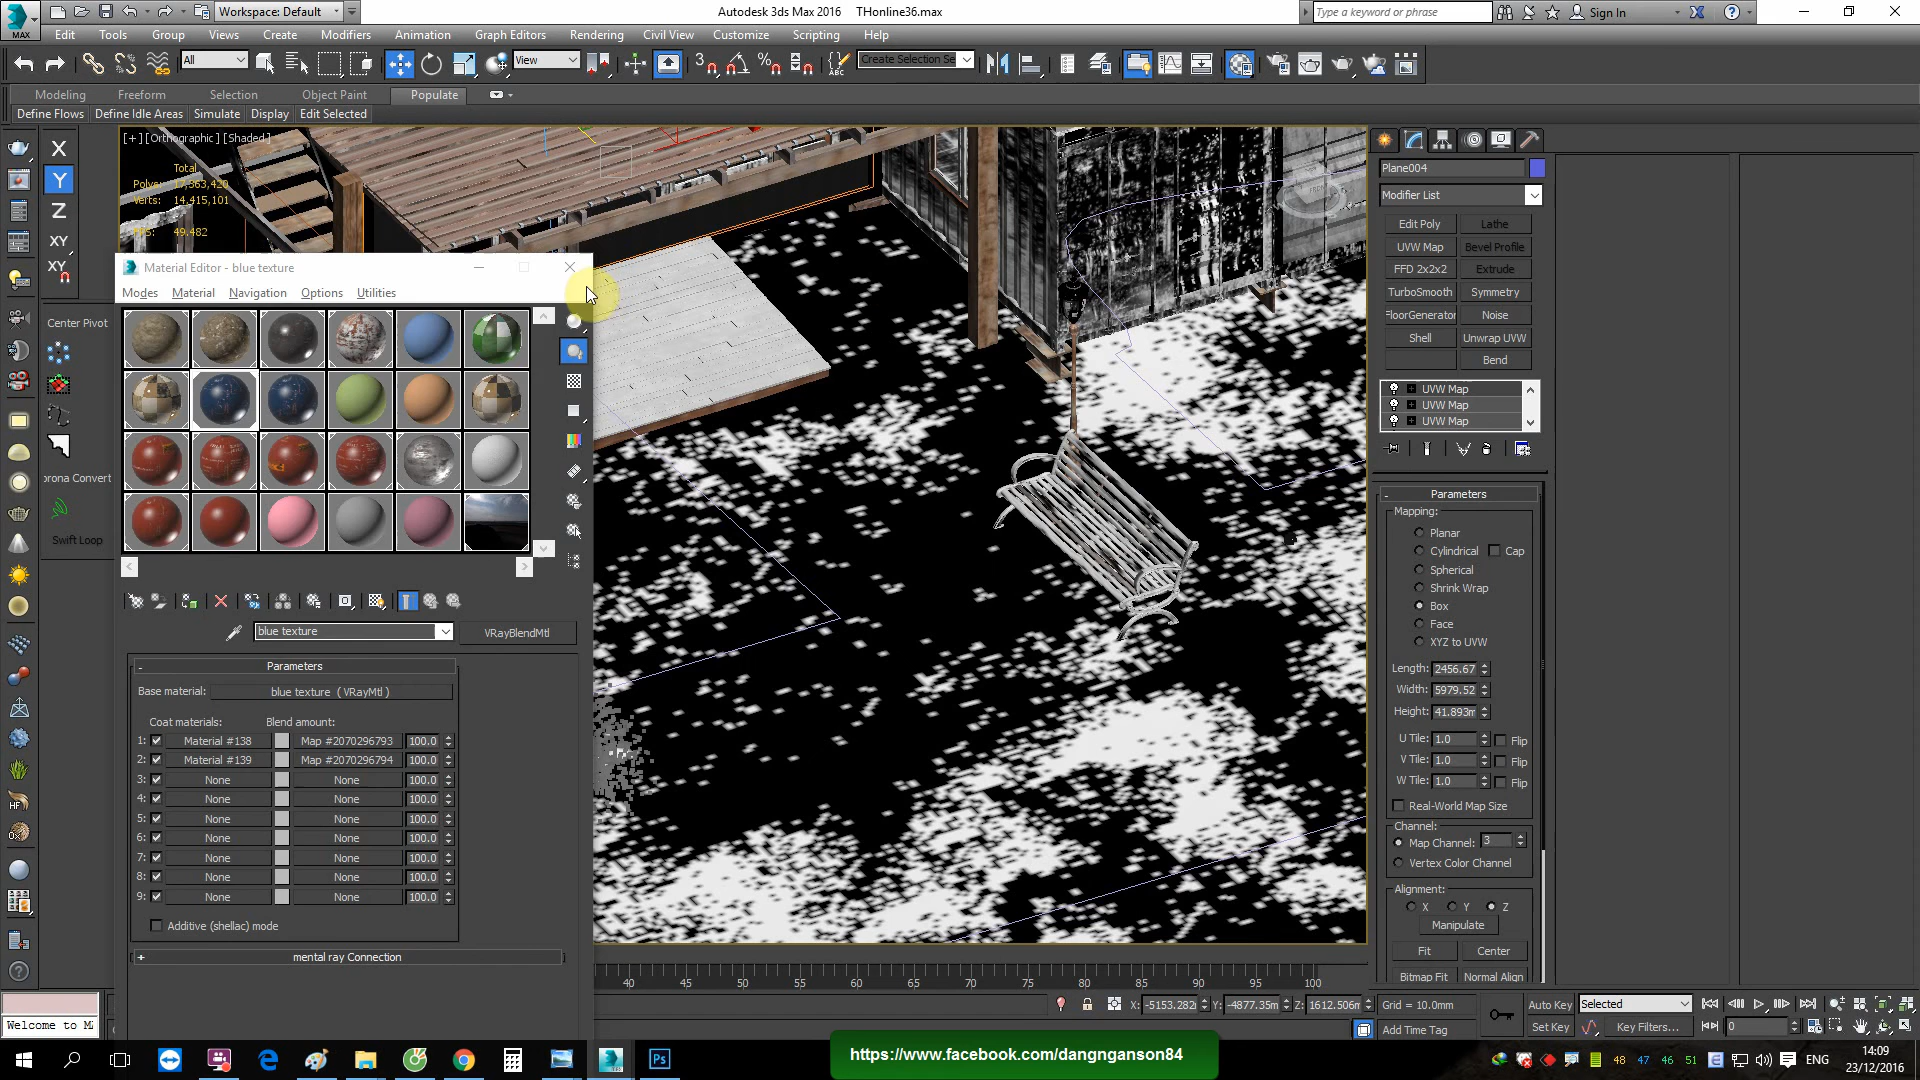 Workspace: Default
Autodesk 3ds Max 2016    THonline36.max
Type a keyword or phrase
Sign In
MAX
Edit Tools Group Views Create Modifiers Animation Graph Editors Rendering Civil View Customize Scripting Help
All
View
Create Selection Se
ABC
Modeling Freeform Selection Object Paint Populate
Define Flows Define Idle Areas Simulate Display Edit Selected
[+] [Orthographic ] [Shaded ]
Total
Polys: 17,363,420
Verts: 14,415,101
FPS: 49.482
X
Y
Z
XY
XY
Center Pivot
orona Convert
Swift Loop
Material Editor - blue texture
Modes Material Navigation Options Utilities
blue texture
VRayBlendMtl
- Parameters
Base material: blue texture ( VRayMtl )
Coat materials: Blend amount:
1: Material #138 Map #2070296793 100.0
2: Material #139 Map #2070296794 100.0
3: None None 100.0
4: None None 100.0
5: None None 100.0
6: None None 100.0
7: None None 100.0
8: None None 100.0
9: None None 100.0
Additive (shellac) mode
+ mental ray Connection
Plane004
Modifier List
Edit Poly Lathe
UVW Map Bevel Profile
FFD 2x2x2 Extrude
TurboSmooth Symmetry
FloorGenerator Noise
Shell Unwrap UVW
Bend
UVW Map
UVW Map
UVW Map
- Parameters
Mapping:
Planar
Cylindrical Cap
Spherical
Shrink Wrap
Box
Face
XYZ to UVW
Length: 2456.67
Width: 5979.52
Height: 41.893m
U Tile: 1.0 Flip
V Tile: 1.0 Flip
W Tile: 1.0 Flip
Real-World Map Size
Channel:
Map Channel: 3
Vertex Color Channel
Alignment:
X Y Z
Manipulate
Fit Center
Bitmap Fit Normal Align
40 45 50 55 60 65 70 75 80 85 90 95 100
X: -5153.282 Y: -4877.35m Z: 1612.506m Grid = 10.0mm
Add Time Tag
Auto Key Selected
Set Key Key Filters...
0
Welcome to M
https://www.facebook.com/dangnganson84
Ps
48 47 46 51
ENG
14:09
23/12/2016